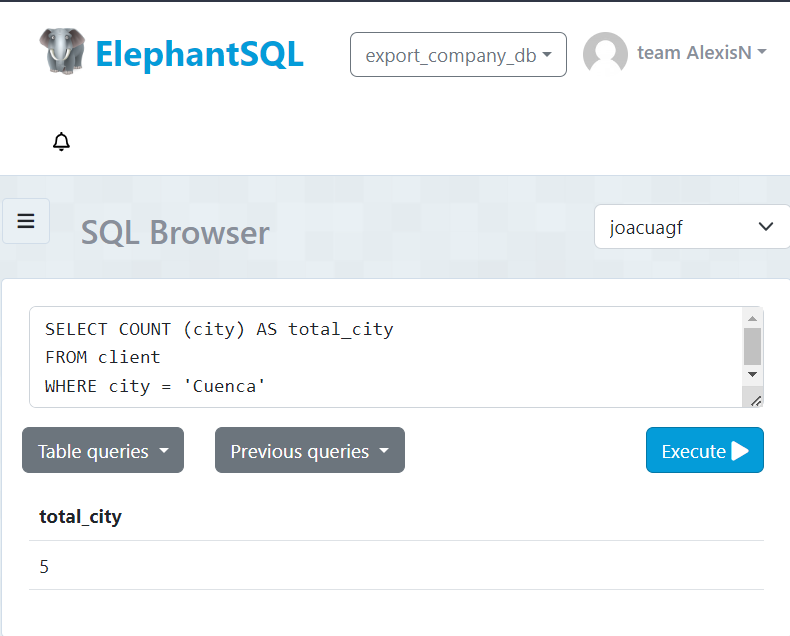 ElephantSQL
export_company_db
team AlexisN
SQL Browser
joacuagf
SELECT COUNT (city) AS total_city
FROM client
WHERE city = 'Cuenca'
Table queries
Previous queries
Execute
total_city
5